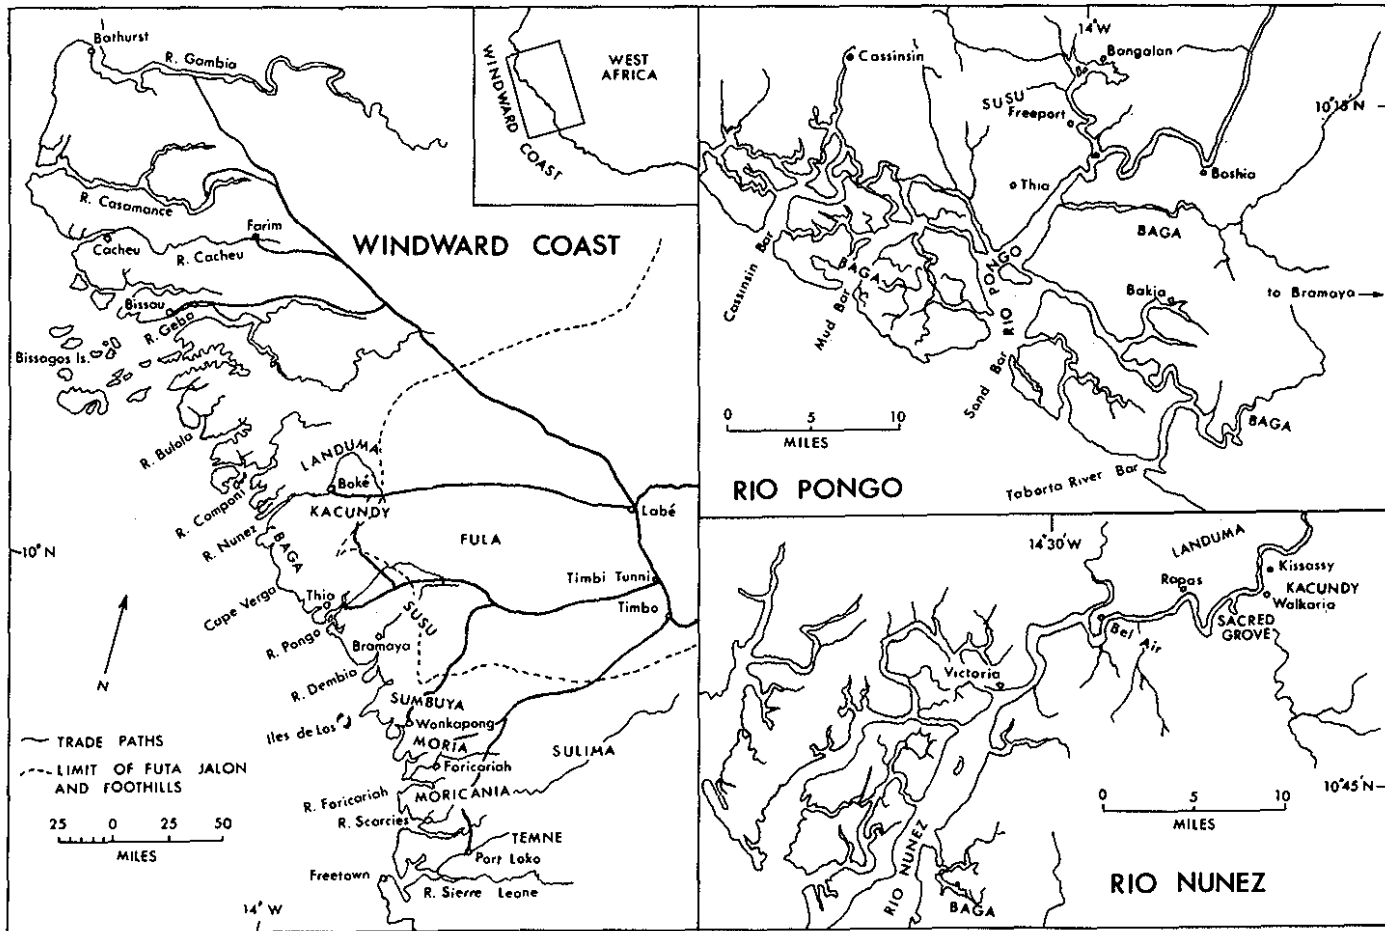 Bathurst
R. Gambia
R. Casamance
Cacheu
R. Cacheu
Farim
WINDWARD COAST
Bissau
R. Geba
Bissagos Is.
R. Bulola
LANDUMA
Boké
KACUNDY
R. Componi
R. Nunez
BAGA
Labé
FULA
10°N
Cape Verga
Thia
Timbi Tunni
Timbo
SUSU
R. Pongo
Bramaya
R. Dembia
N
SUMBUYA
Iles de Los
Wonkapong
MORIA
SULIMA
Foricariah
TRADE PATHS
LIMIT OF FUTA JALON
AND FOOTHILLS
R. Foricariah
MORICANIA
R. Scarcies
TEMNE
Port Loko
25 0 25 50
MILES
Freetown
R. Sierra Leone
14° W
WINDWARD COAST
WEST
AFRICA
14°W
Cassinsin
Bangalan
SUSU
Freeport
10°15' N
Thia
Boshia
BAGA
Cassinsin Bar
BAGA
Mud Bar
RIO PONGO
Bakia
to Bramaya
Sand Bar
0 5 10
MILES
BAGA
Taborta River Bar
RIO PONGO
14°30'W
LANDUMA
Kissassy
Rapas
KACUNDY
Walkaria
SACRED
GROVE
Bel Air
Victoria
10°45'N
0 5 10
MILES
RIO NUNEZ
BAGA
RIO NUNEZ